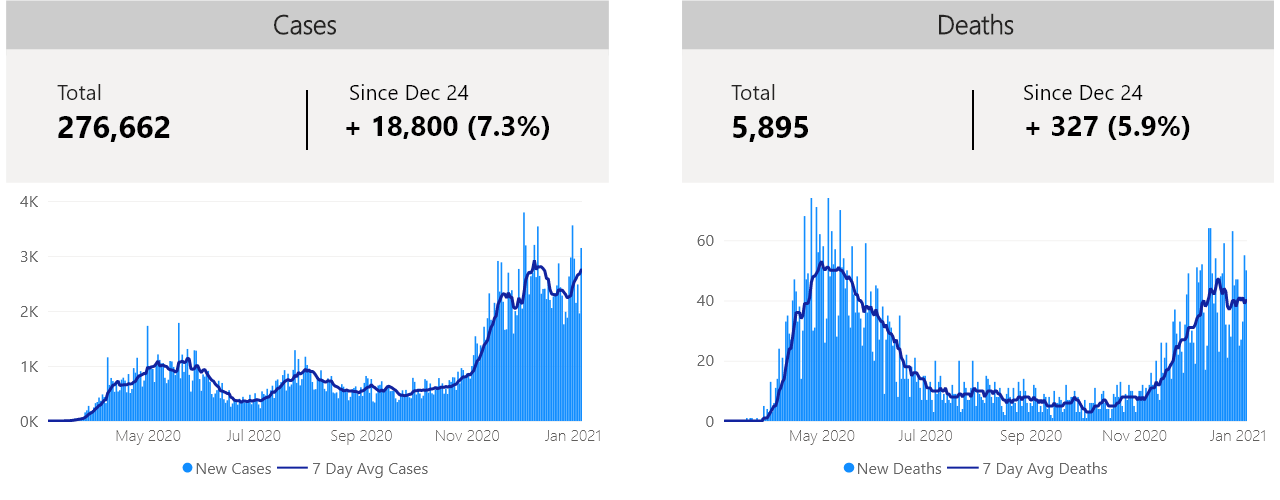 Cases
Total
276,662
Since Dec 24
+ 18,800 (7.3%)
4K
3K
2K
1K
0K
May 2020 Jul 2020 Sep 2020 Nov 2020 Jan 2021
New Cases 7 Day Avg Cases
Deaths
Total
5,895
Since Dec 24
+ 327 (5.9%)
60
40
20
0
May 2020 Jul 2020 Sep 2020 Nov 2020 Jan 2021
New Deaths 7 Day Avg Deaths